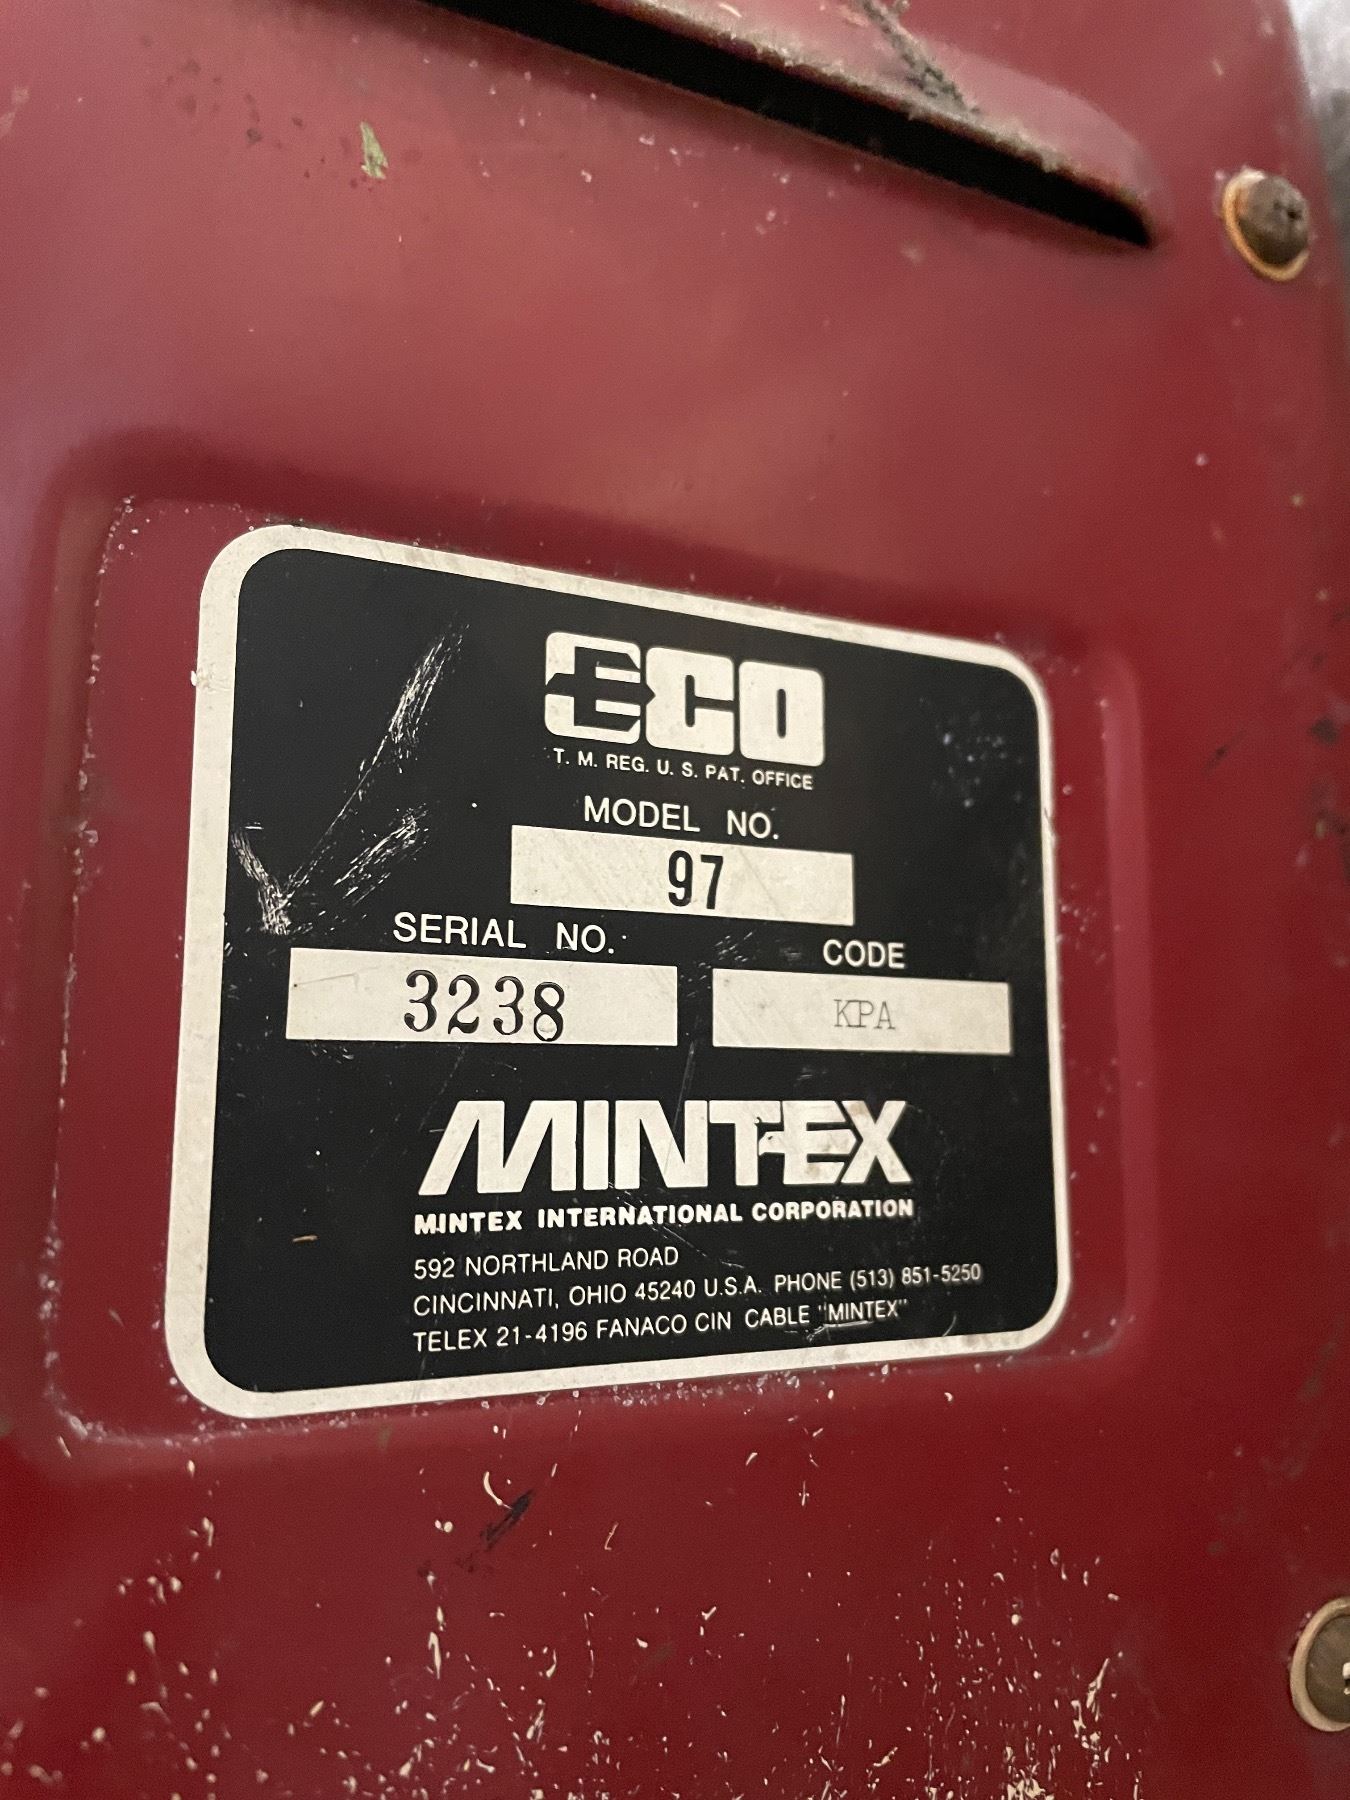 ECO
T. M. REG. U. S. PAT. OFFICE
MODEL NO.
97
SERIAL NO.
CODE
3238
KPA
MINTEX
MINTEX INTERNATIONAL CORPORATION
592 NORTHLAND ROAD
CINCINNATI, OHIO 45240 U.S.A. PHONE (513) 851-5250
TELEX 21-4196 FANACO CIN CABLE "MINTEX"